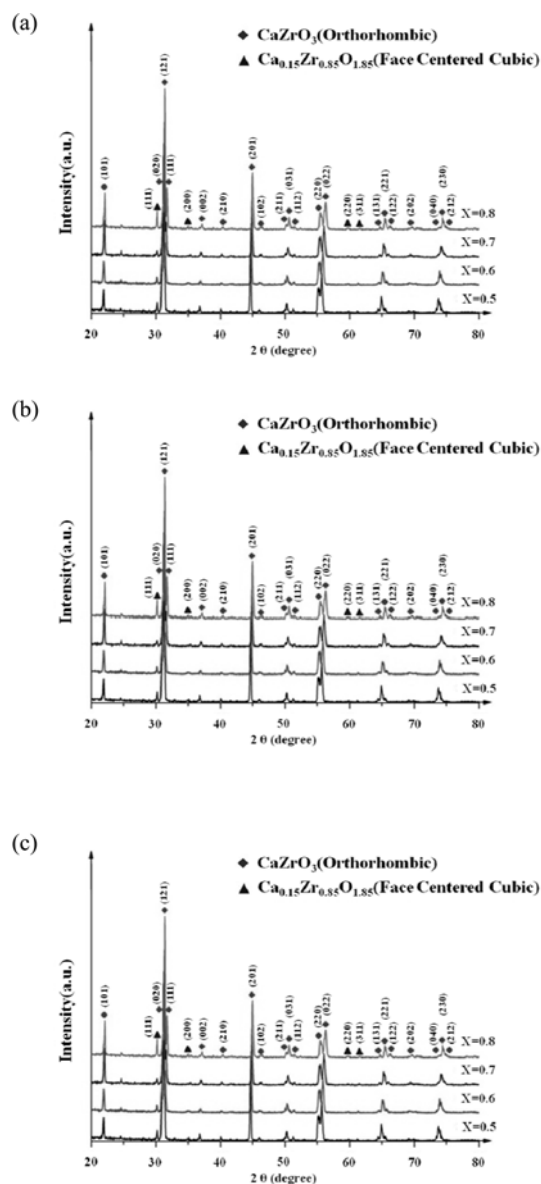 (a)
◆ CaZrO3(Orthorhombic)
▲ Ca0.15Zr0.85O1.85(Face Centered Cubic)
Intensity(a.u.)
(101)
(111)
(020)
(121)
(111)
(200)
(002)
(210)
(201)
(102)
(211)
(031)
(112)
(220)
(022)
(220)
(311)
(131)
(221)
(122)
(202)
(040)
(230)
(212)
X=0.8
X=0.7
X=0.6
X=0.5
20 30 40 50 60 70 80
2 θ (degree)
(b)
◆ CaZrO3(Orthorhombic)
▲ Ca0.15Zr0.85O1.85(Face Centered Cubic)
Intensity(a.u.)
(101)
(111)
(020)
(121)
(111)
(200)
(002)
(210)
(201)
(102)
(211)
(031)
(112)
(220)
(022)
(220)
(311)
(131)
(221)
(122)
(202)
(040)
(230)
(212)
X=0.8
X=0.7
X=0.6
X=0.5
20 30 40 50 60 70 80
2 θ (degree)
(c)
◆ CaZrO3(Orthorhombic)
▲ Ca0.15Zr0.85O1.85(Face Centered Cubic)
Intensity(a.u.)
(101)
(111)
(020)
(121)
(111)
(200)
(002)
(210)
(201)
(102)
(211)
(031)
(112)
(220)
(022)
(220)
(311)
(131)
(221)
(122)
(202)
(040)
(230)
(212)
X=0.8
X=0.7
X=0.6
X=0.5
20 30 40 50 60 70 80
2 θ (degree)